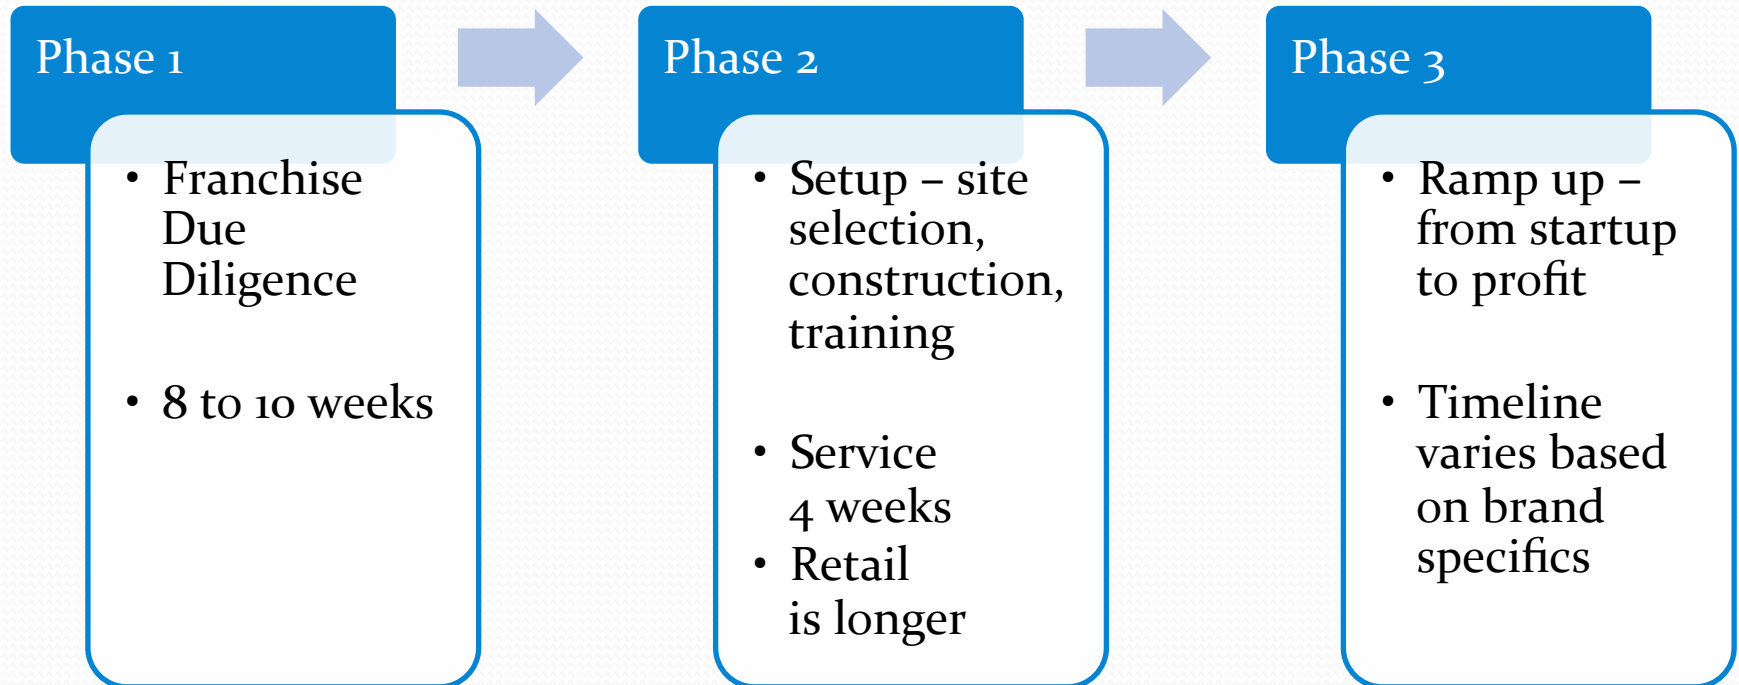 Phase 1
• Franchise
Due
Diligence
• 8 to 10 weeks
Phase 2
• Setup – site
selection,
construction,
training
• Service
4 weeks
• Retail
is longer
Phase 3
• Ramp up –
from startup
to profit
• Timeline
varies based
on brand
specifics